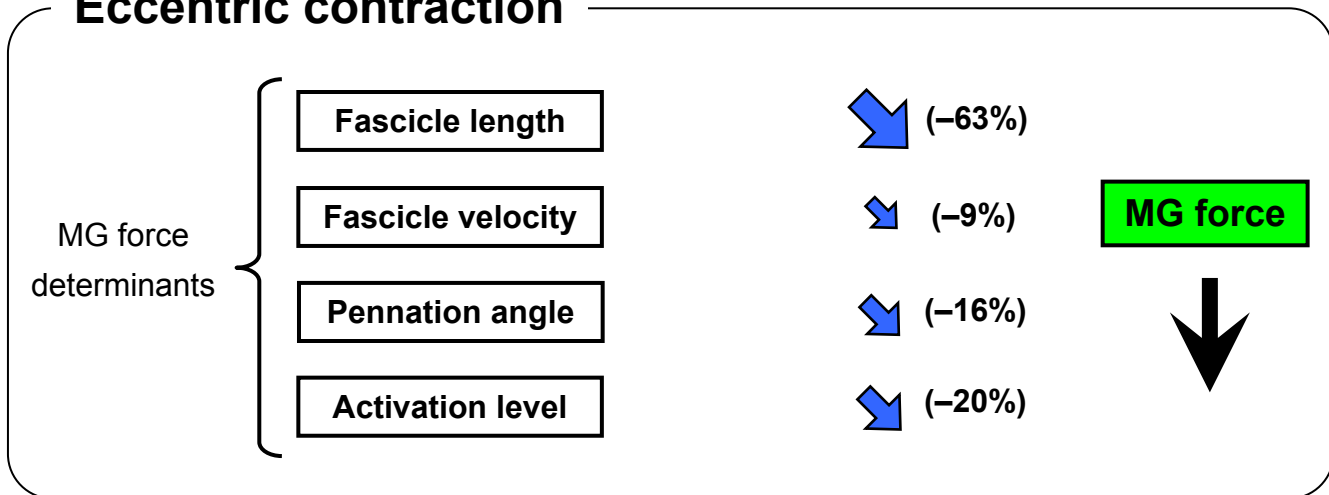 Eccentric contraction
MG force
determinants
Fascicle length
(–63%)
Fascicle velocity
(–9%)
Pennation angle
(–16%)
Activation level
(–20%)
MG force